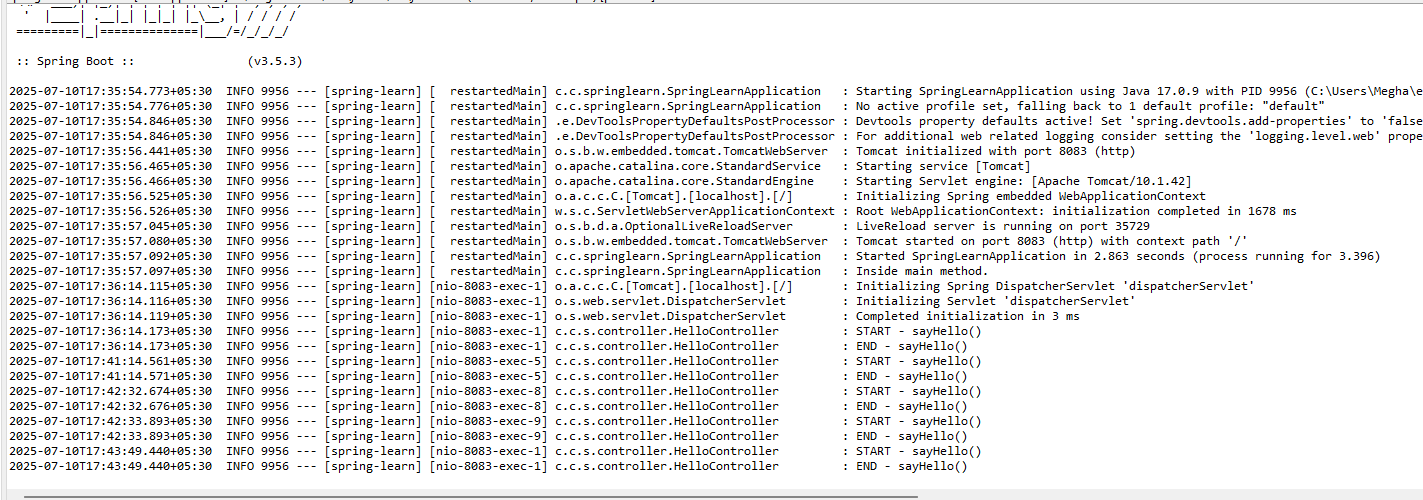 =========|_|==============|___/=/_/_/_/
:: Spring Boot ::                (v3.5.3)
2025-07-10T17:35:54.773+05:30  INFO 9956 --- [spring-learn] [  restartedMain] c.c.springlearn.SpringLearnApplication   : Starting SpringLearnApplication using Java 17.0.9 with PID 9956 (C:\Users\Megha\e
2025-07-10T17:35:54.776+05:30  INFO 9956 --- [spring-learn] [  restartedMain] c.c.springlearn.SpringLearnApplication   : No active profile set, falling back to 1 default profile: "default"
2025-07-10T17:35:54.846+05:30  INFO 9956 --- [spring-learn] [  restartedMain] .e.DevToolsPropertyDefaultsPostProcessor : Devtools property defaults active! Set 'spring.devtools.add-properties' to 'false
2025-07-10T17:35:54.846+05:30  INFO 9956 --- [spring-learn] [  restartedMain] .e.DevToolsPropertyDefaultsPostProcessor : For additional web related logging consider setting the 'logging.level.web' prope
2025-07-10T17:35:56.441+05:30  INFO 9956 --- [spring-learn] [  restartedMain] o.s.b.w.embedded.tomcat.TomcatWebServer  : Tomcat initialized with port 8083 (http)
2025-07-10T17:35:56.465+05:30  INFO 9956 --- [spring-learn] [  restartedMain] o.apache.catalina.core.StandardService   : Starting service [Tomcat]
2025-07-10T17:35:56.466+05:30  INFO 9956 --- [spring-learn] [  restartedMain] o.apache.catalina.core.StandardEngine    : Starting Servlet engine: [Apache Tomcat/10.1.42]
2025-07-10T17:35:56.525+05:30  INFO 9956 --- [spring-learn] [  restartedMain] o.a.c.c.C.[Tomcat].[localhost].[/]       : Initializing Spring embedded WebApplicationContext
2025-07-10T17:35:56.526+05:30  INFO 9956 --- [spring-learn] [  restartedMain] w.s.c.ServletWebServerApplicationContext : Root WebApplicationContext: initialization completed in 1678 ms
2025-07-10T17:35:57.045+05:30  INFO 9956 --- [spring-learn] [  restartedMain] o.s.b.d.a.OptionalLiveReloadServer       : LiveReload server is running on port 35729
2025-07-10T17:35:57.080+05:30  INFO 9956 --- [spring-learn] [  restartedMain] o.s.b.w.embedded.tomcat.TomcatWebServer  : Tomcat started on port 8083 (http) with context path '/'
2025-07-10T17:35:57.092+05:30  INFO 9956 --- [spring-learn] [  restartedMain] c.c.springlearn.SpringLearnApplication   : Started SpringLearnApplication in 2.863 seconds (process running for 3.396)
2025-07-10T17:35:57.097+05:30  INFO 9956 --- [spring-learn] [  restartedMain] c.c.springlearn.SpringLearnApplication   : Inside main method.
2025-07-10T17:36:14.115+05:30  INFO 9956 --- [spring-learn] [nio-8083-exec-1] o.a.c.c.C.[Tomcat].[localhost].[/]       : Initializing Spring DispatcherServlet 'dispatcherServlet'
2025-07-10T17:36:14.116+05:30  INFO 9956 --- [spring-learn] [nio-8083-exec-1] o.s.web.servlet.DispatcherServlet        : Initializing Servlet 'dispatcherServlet'
2025-07-10T17:36:14.119+05:30  INFO 9956 --- [spring-learn] [nio-8083-exec-1] o.s.web.servlet.DispatcherServlet        : Completed initialization in 3 ms
2025-07-10T17:36:14.173+05:30  INFO 9956 --- [spring-learn] [nio-8083-exec-1] c.c.s.controller.HelloController         : START - sayHello()
2025-07-10T17:36:14.173+05:30  INFO 9956 --- [spring-learn] [nio-8083-exec-1] c.c.s.controller.HelloController         : END - sayHello()
2025-07-10T17:41:14.561+05:30  INFO 9956 --- [spring-learn] [nio-8083-exec-5] c.c.s.controller.HelloController         : START - sayHello()
2025-07-10T17:41:14.571+05:30  INFO 9956 --- [spring-learn] [nio-8083-exec-5] c.c.s.controller.HelloController         : END - sayHello()
2025-07-10T17:42:32.674+05:30  INFO 9956 --- [spring-learn] [nio-8083-exec-8] c.c.s.controller.HelloController         : START - sayHello()
2025-07-10T17:42:32.676+05:30  INFO 9956 --- [spring-learn] [nio-8083-exec-8] c.c.s.controller.HelloController         : END - sayHello()
2025-07-10T17:42:33.893+05:30  INFO 9956 --- [spring-learn] [nio-8083-exec-9] c.c.s.controller.HelloController         : START - sayHello()
2025-07-10T17:42:33.893+05:30  INFO 9956 --- [spring-learn] [nio-8083-exec-9] c.c.s.controller.HelloController         : END - sayHello()
2025-07-10T17:43:49.440+05:30  INFO 9956 --- [spring-learn] [nio-8083-exec-1] c.c.s.controller.HelloController         : START - sayHello()
2025-07-10T17:43:49.440+05:30  INFO 9956 --- [spring-learn] [nio-8083-exec-1] c.c.s.controller.HelloController         : END - sayHello()